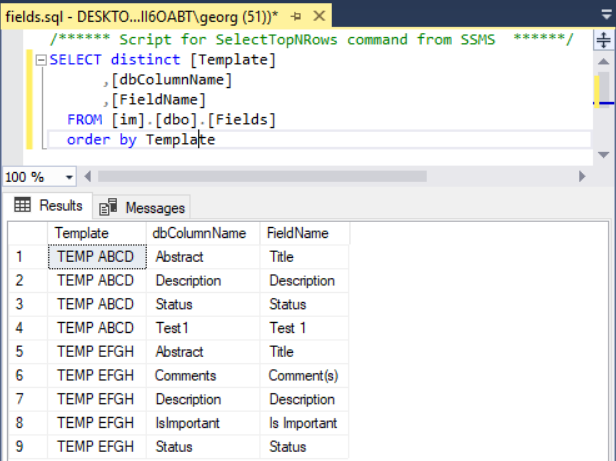 fields.sql - DESKTO...II6OABT\georg (51))*
/****** Script for SelectTopNRows command from SSMS ******/
SELECT distinct [Template]
,[dbColumnName]
,[FieldName]
FROM [im].[dbo].[Fields]
order by Template
100 %
Results Messages
Template dbColumnName FieldName
1 TEMP ABCD Abstract Title
2 TEMP ABCD Description Description
3 TEMP ABCD Status Status
4 TEMP ABCD Test1 Test 1
5 TEMP EFGH Abstract Title
6 TEMP EFGH Comments Comment(s)
7 TEMP EFGH Description Description
8 TEMP EFGH IsImportant Is Important
9 TEMP EFGH Status Status